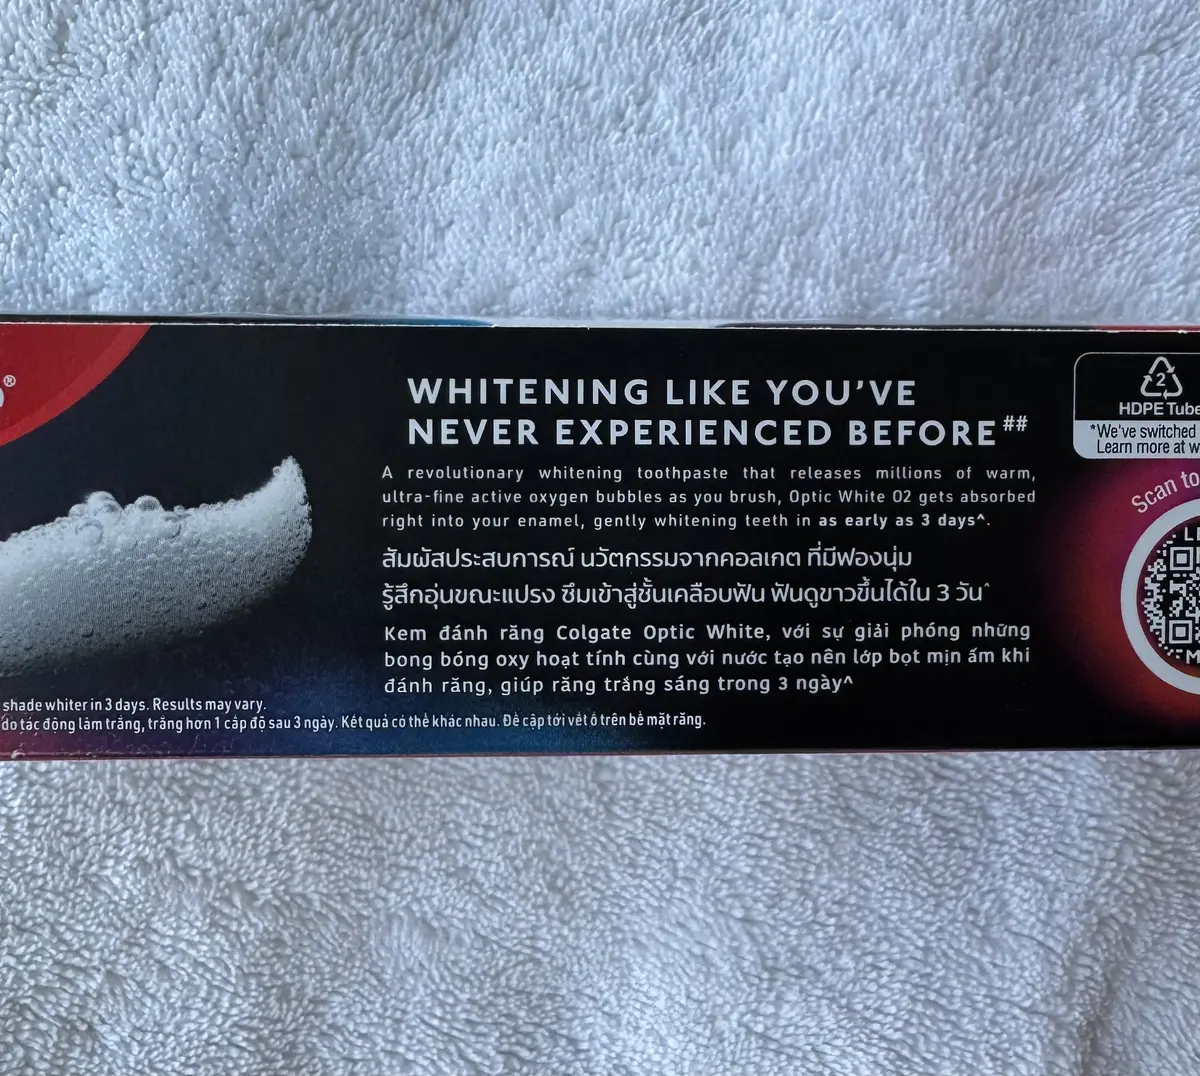 ®
WHITENING LIKE YOU'VE
NEVER EXPERIENCED BEFORE##
A revolutionary whitening toothpaste that releases millions of warm,
ultra-fine active oxygen bubbles as you brush, Optic White O2 gets absorbed
right into your enamel, gently whitening teeth in as early as 3 days^.
สัมผัสประสบการณ์ นวัตกรรมจากคอลเกต ที่มีฟองนุ่ม
รู้สึกอุ่นขณะแปรง ซึมเข้าสู่ชั้นเคลือบฟัน ฟันดูขาวขึ้นได้ใน 3 วัน^
Kem đánh răng Colgate Optic White, với sự giải phóng những
bong bóng oxy hoạt tính cùng với nước tạo nên lớp bọt mịn ấm khi
đánh răng, giúp răng trắng sáng trong 3 ngày^
shade whiter in 3 days. Results may vary.
do tác động làm trắng, trắng hơn 1 cấp độ sau 3 ngày. Kết quả có thể khác nhau. Đề cập tới vết ố trên bề mặt răng.
2
HDPE Tube
*We've switched
Learn more at
Scan to